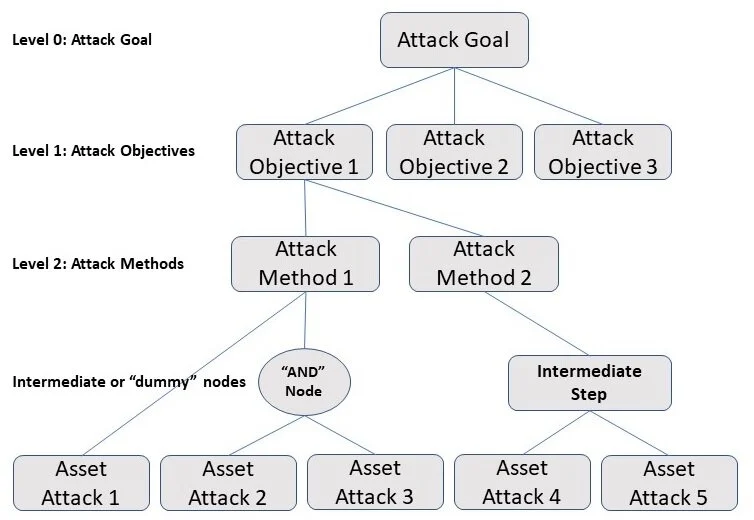 Level 0: Attack Goal
Attack Goal
Level 1: Attack Objectives
Attack
Objective 1
Attack
Objective 2
Attack
Objective 3
Level 2: Attack Methods
Attack
Method 1
Attack
Method 2
Intermediate or “dummy” nodes
“AND”
Node
Intermediate
Step
Asset
Attack 1
Asset
Attack 2
Asset
Attack 3
Asset
Attack 4
Asset
Attack 5